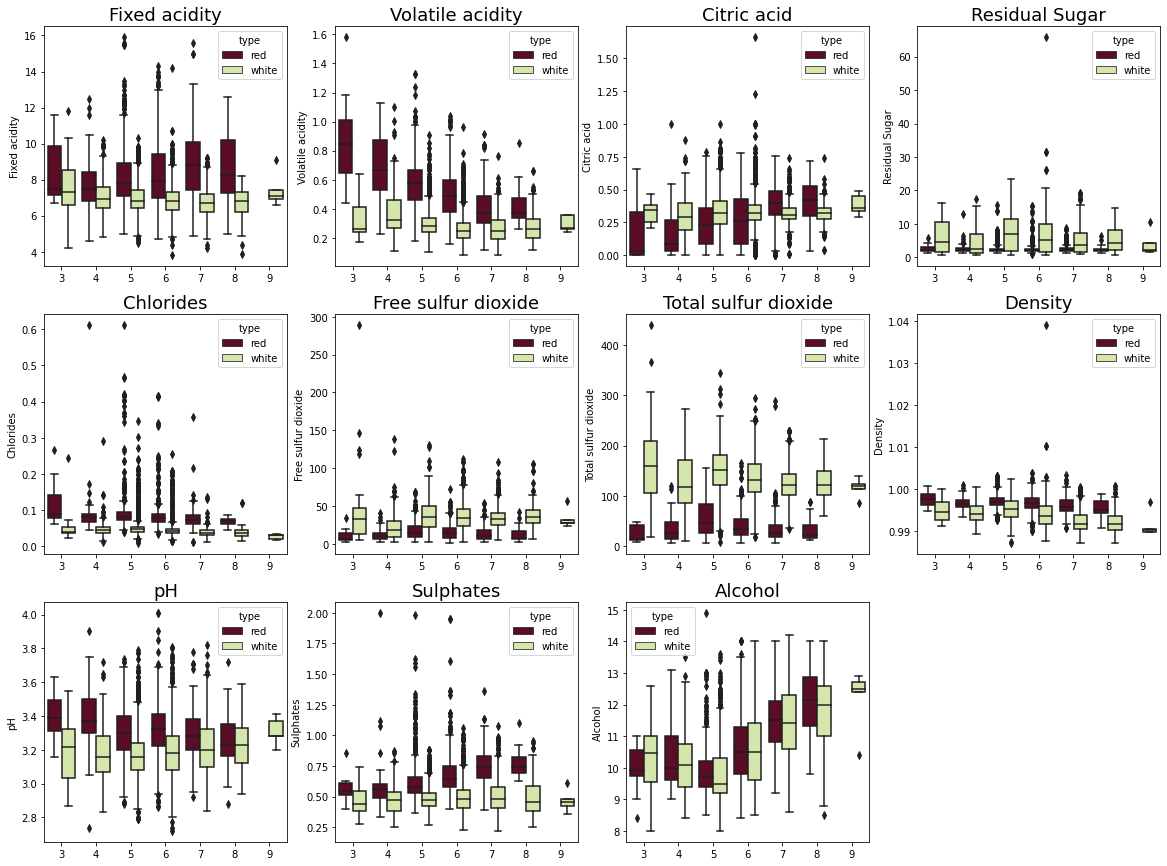 Fixed acidity
Volatile acidity
Citric acid
Residual Sugar
16
14
12
10
8
6
4
Fixed acidity
type
red
white
3 4 5 6 7 8 9
1.6
1.4
1.2
1.0
0.8
0.6
0.4
0.2
Volatile acidity
type
red
white
3 4 5 6 7 8 9
1.50
1.25
1.00
0.75
0.50
0.25
0.00
Citric acid
type
red
white
3 4 5 6 7 8 9
60
50
40
30
20
10
0
Residual Sugar
type
red
white
3 4 5 6 7 8 9
Chlorides
Free sulfur dioxide
Total sulfur dioxide
Density
0.6
0.5
0.4
0.3
0.2
0.1
0.0
Chlorides
type
red
white
3 4 5 6 7 8 9
300
250
200
150
100
50
0
Free sulfur dioxide
type
red
white
3 4 5 6 7 8 9
400
300
200
100
0
Total sulfur dioxide
type
red
white
3 4 5 6 7 8 9
1.04
1.03
1.02
1.01
1.00
0.99
Density
type
red
white
3 4 5 6 7 8 9
pH
Sulphates
Alcohol
4.0
3.8
3.6
3.4
3.2
3.0
2.8
pH
type
red
white
3 4 5 6 7 8 9
2.00
1.75
1.50
1.25
1.00
0.75
0.50
0.25
Sulphates
type
red
white
3 4 5 6 7 8 9
15
14
13
12
11
10
9
8
Alcohol
type
red
white
3 4 5 6 7 8 9